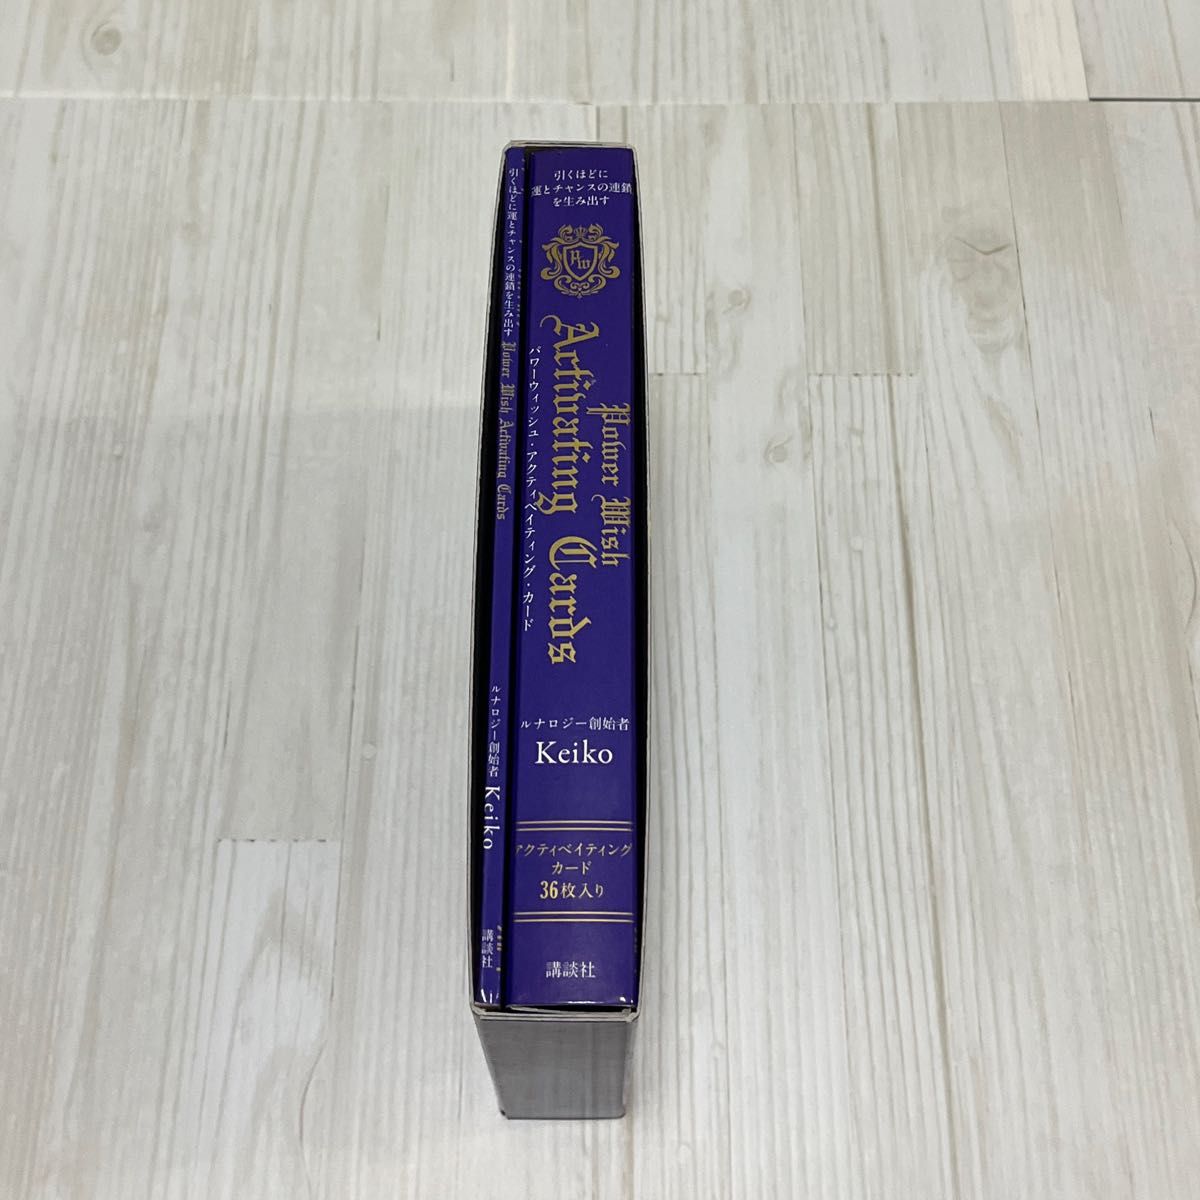 引くほどに運とチャンスの連鎖を生み出す
Power Wish Activating Cards
ルナロジー創始者
Keiko
講談社
引くほどに
運とチャンスの連鎖
を生み出す
PW
Power Wish
Activating Cards
パワーウィッシュ・アクティベイティング・カード
ルナロジー創始者
Keiko
アクティベイティング
カード
36枚入り
講談社